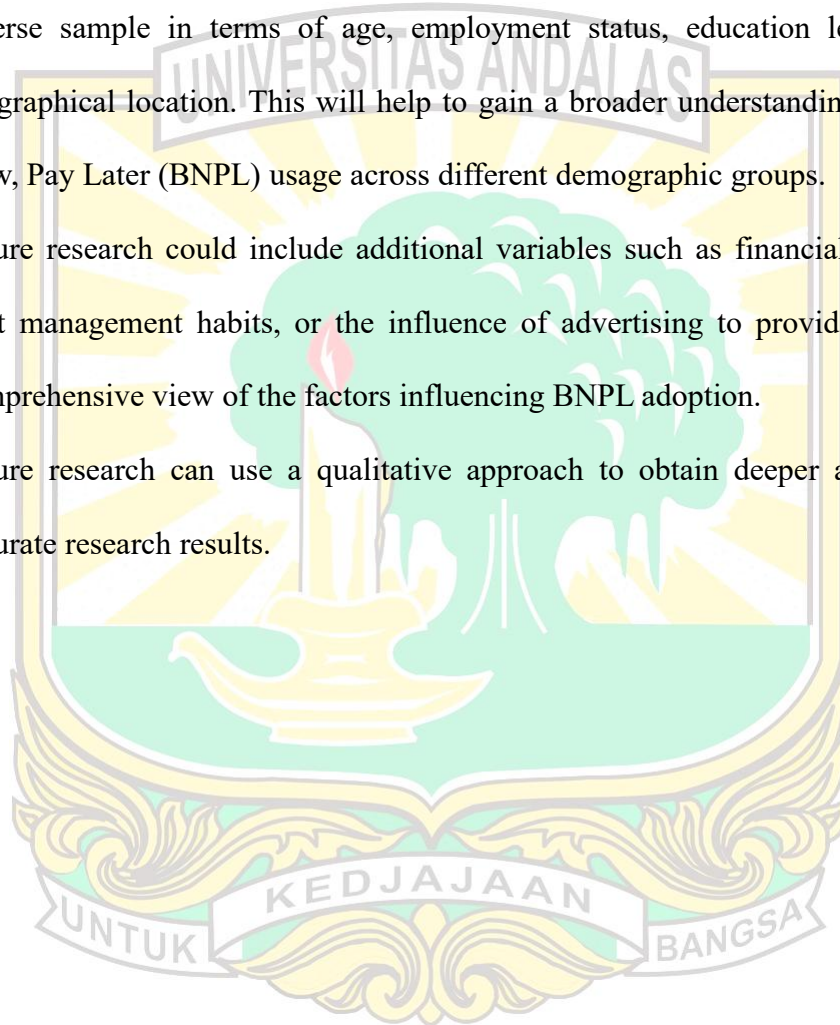 erse sample in terms of age, employment status, education le
UNIVERSITAS ANDALAS
graphical location. This will help to gain a broader understandin
w, Pay Later (BNPL) usage across different demographic groups.
ure research could include additional variables such as financial
t management habits, or the influence of advertising to provid
nprehensive view of the factors influencing BNPL adoption.
ure research can use a qualitative approach to obtain deeper a
urate research results.
UNTUK KEDJAJAAN BANGSA